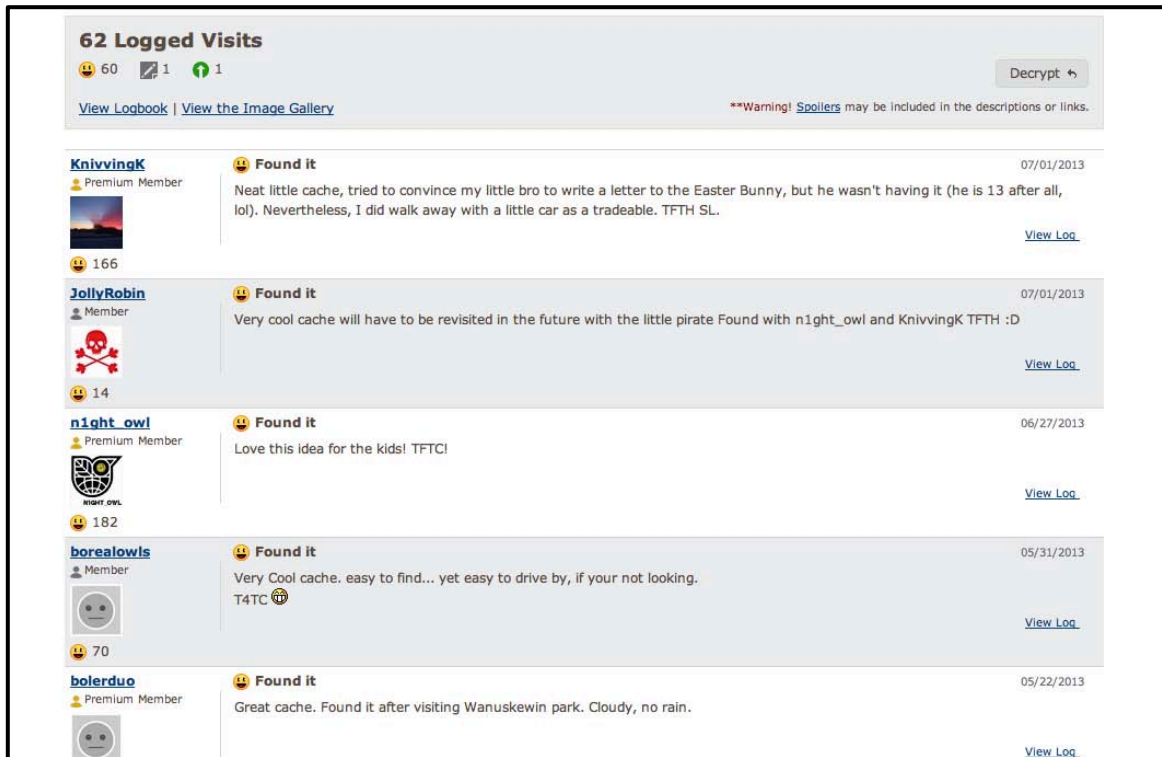 62 Logged Visits
60 1 1
Decrypt
View Logbook | View the Image Gallery
**Warning! Spoilers may be included in the descriptions or links.
KnivvingK
Premium Member
166
Found it
07/01/2013
Neat little cache, tried to convince my little bro to write a letter to the Easter Bunny, but he wasn't having it (he is 13 after all,
lol). Nevertheless, I did walk away with a little car as a tradeable. TFTH SL.
View Log
JollyRobin
Member
14
Found it
07/01/2013
Very cool cache will have to be revisited in the future with the little pirate Found with n1ght_owl and KnivvingK TFTH :D
View Log
n1ght_owl
Premium Member
N1GHT_OWL
182
Found it
06/27/2013
Love this idea for the kids! TFTC!
View Log
borealowls
Member
70
Found it
05/31/2013
Very Cool cache. easy to find... yet easy to drive by, if your not looking.
T4TC
View Log
bolerduo
Premium Member
Found it
05/22/2013
Great cache. Found it after visiting Wanuskewin park. Cloudy, no rain.
View Log